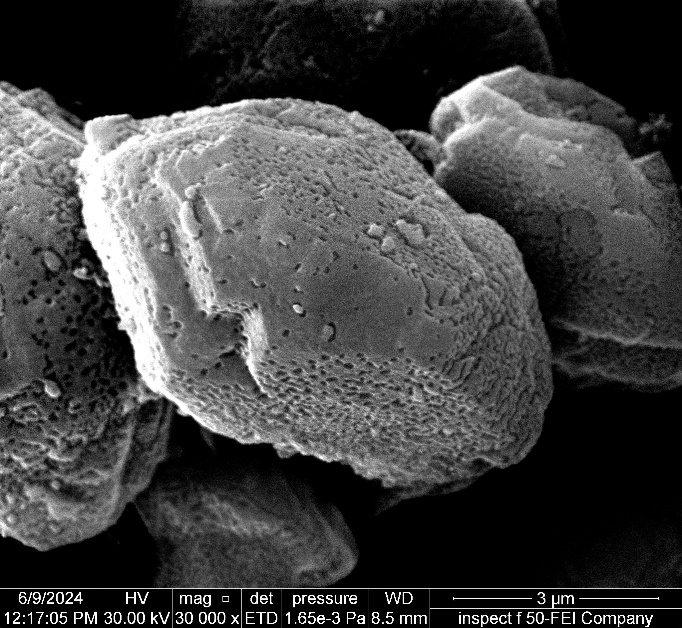 6/9/2024 HV mag □ det pressure WD 3 µm
12:17:05 PM 30.00 kV 30 000 x ETD 1.65e-3 Pa 8.5 mm inspect f 50-FEI Company